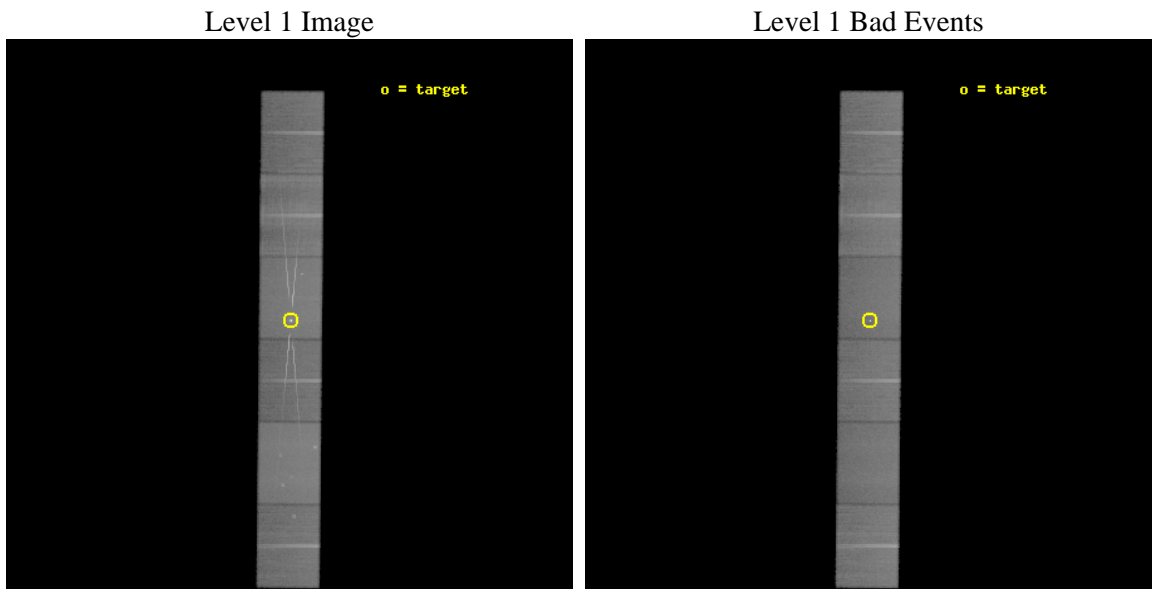 Level 1 Image
Level 1 Bad Events
o = target
o = target